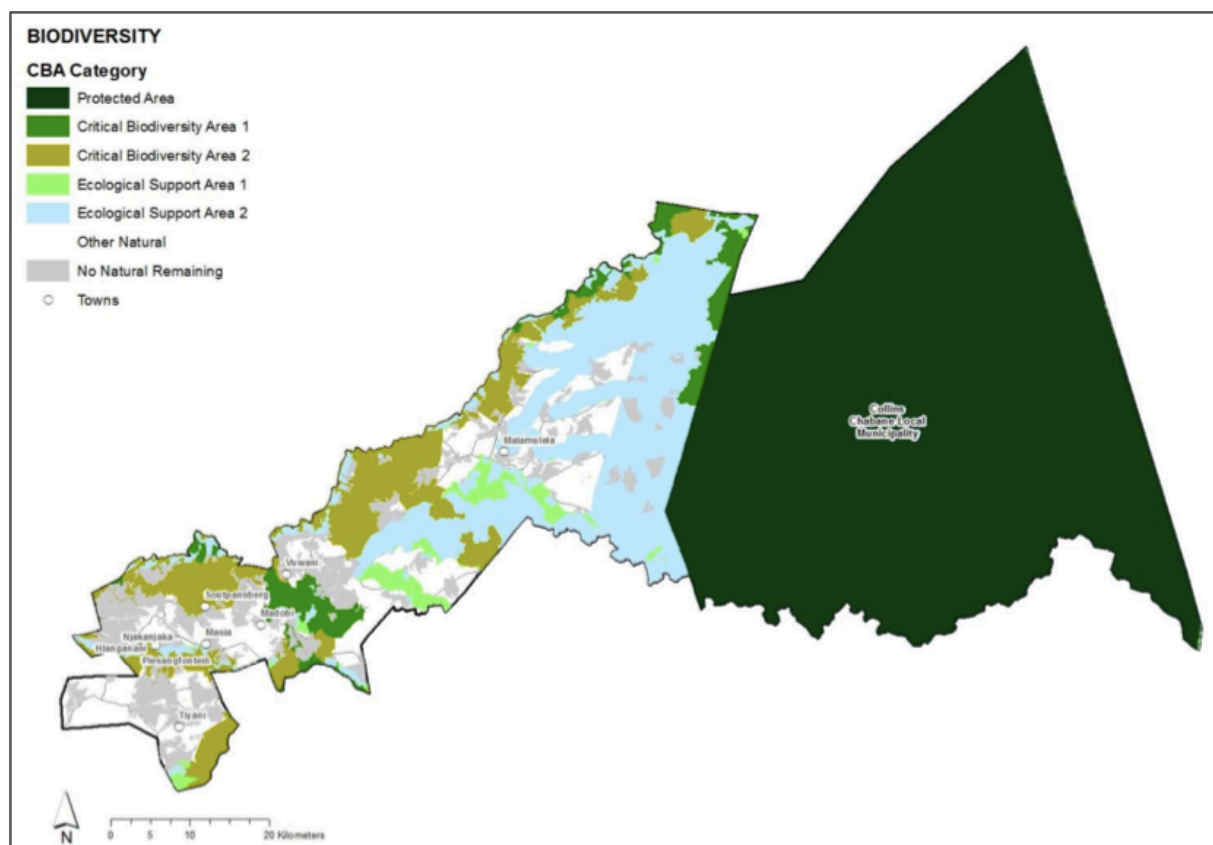 BIODIVERSITY
CBA Category
Protected Area
Critical Biodiversity Area 1
Critical Biodiversity Area 2
Ecological Support Area 1
Ecological Support Area 2
Other Natural
No Natural Remaining
Towns
Collins
Chabane Local
Municipality
Malamulela
Vuwani
Soutpansberg
Madobi
Njakanjaka
Masia
Hlanganani
Piesangfontein
Tiyani
N
0 5 10 20 Kilometers